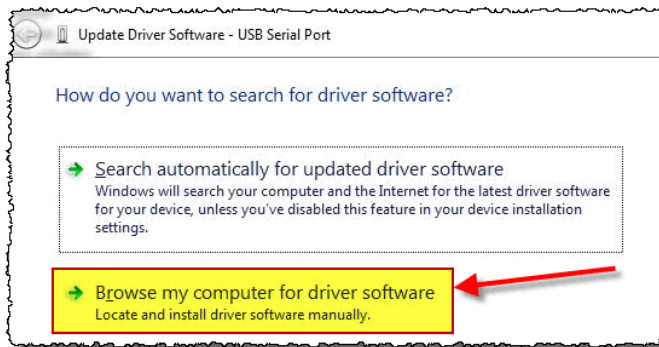 Update Driver Software - USB Serial Port
How do you want to search for driver software?
Search automatically for updated driver software
Windows will search your computer and the Internet for the latest driver software
for your device, unless you've disabled this feature in your device installation
settings.
Browse my computer for driver software
Locate and install driver software manually.